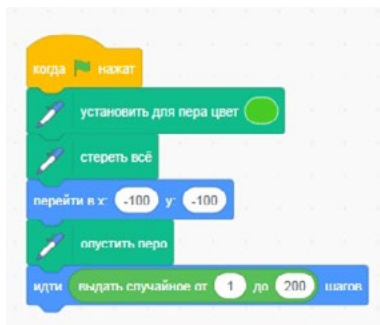 когда нажат
установить для пера цвет
стереть всё
перейти в x: -100 y: -100
опустить перо
идти выдать случайное от 1 до 200 шагов